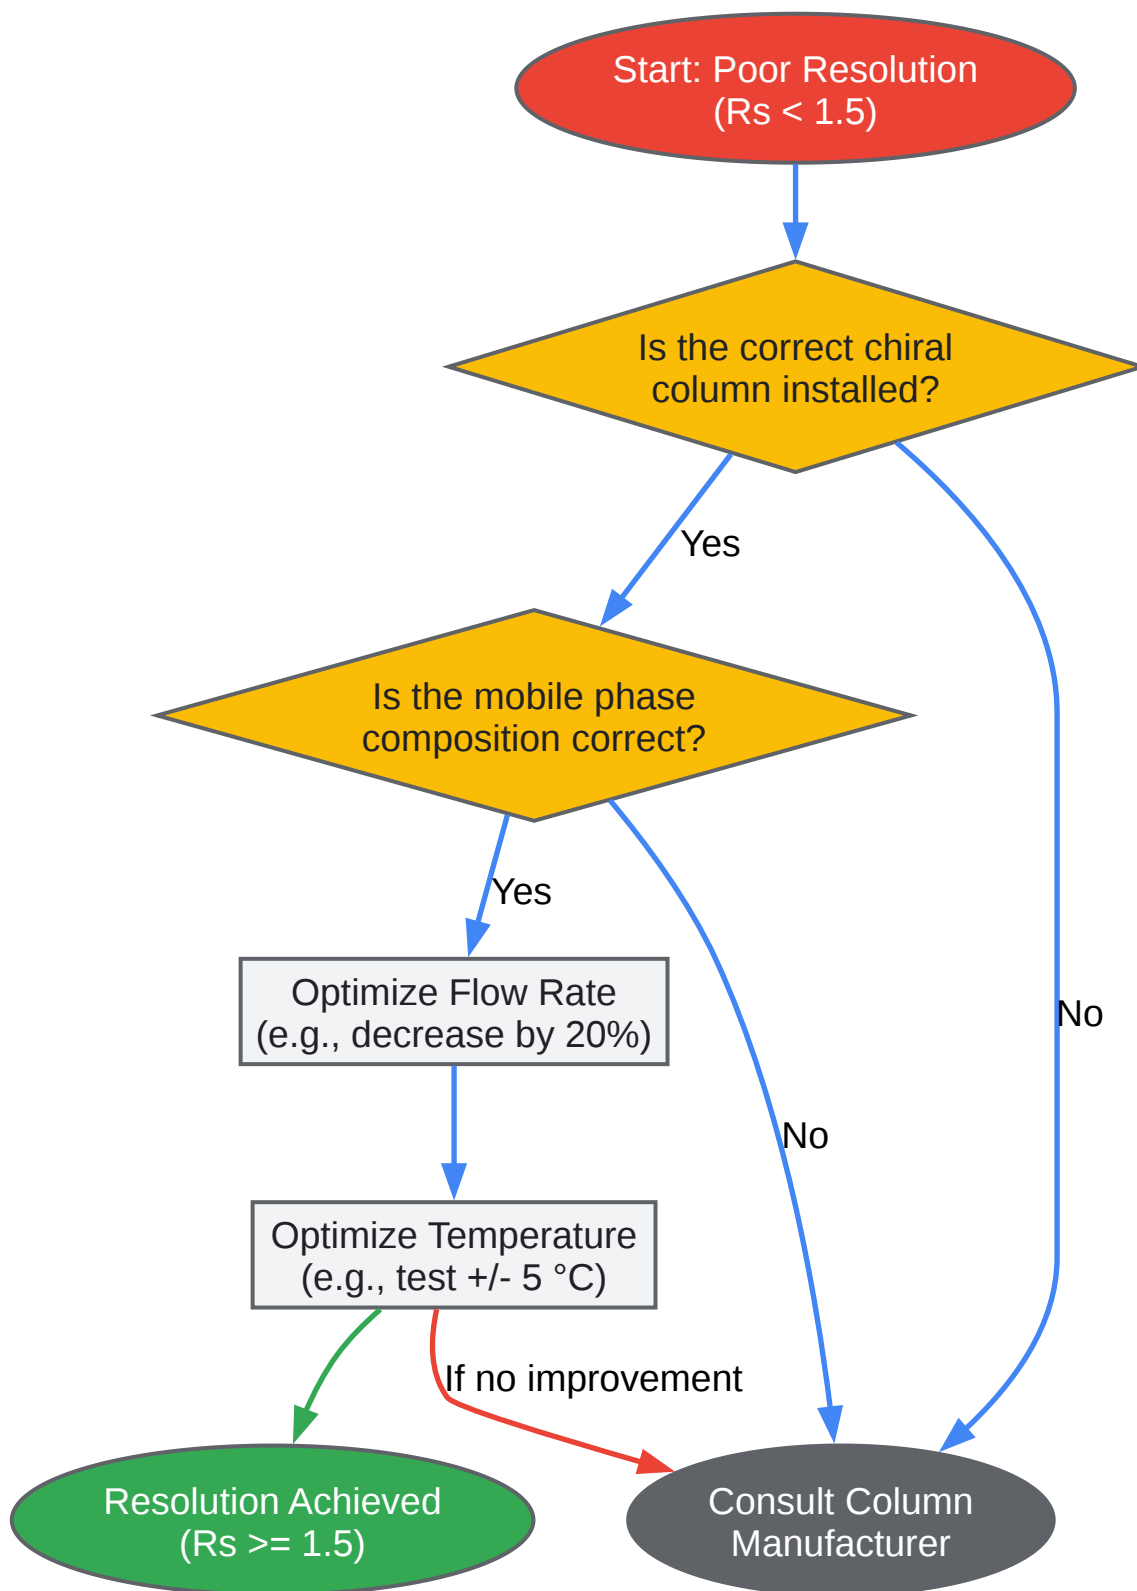 Start: Poor Resolution
(Rs < 1.5)
Is the correct chiral
column installed?
Yes
Is the mobile phase
composition correct?
Yes
Optimize Flow Rate
(e.g., decrease by 20%)
No
No
Optimize Temperature
(e.g., test +/- 5 °C)
If no improvement
Resolution Achieved
(Rs >= 1.5)
Consult Column
Manufacturer